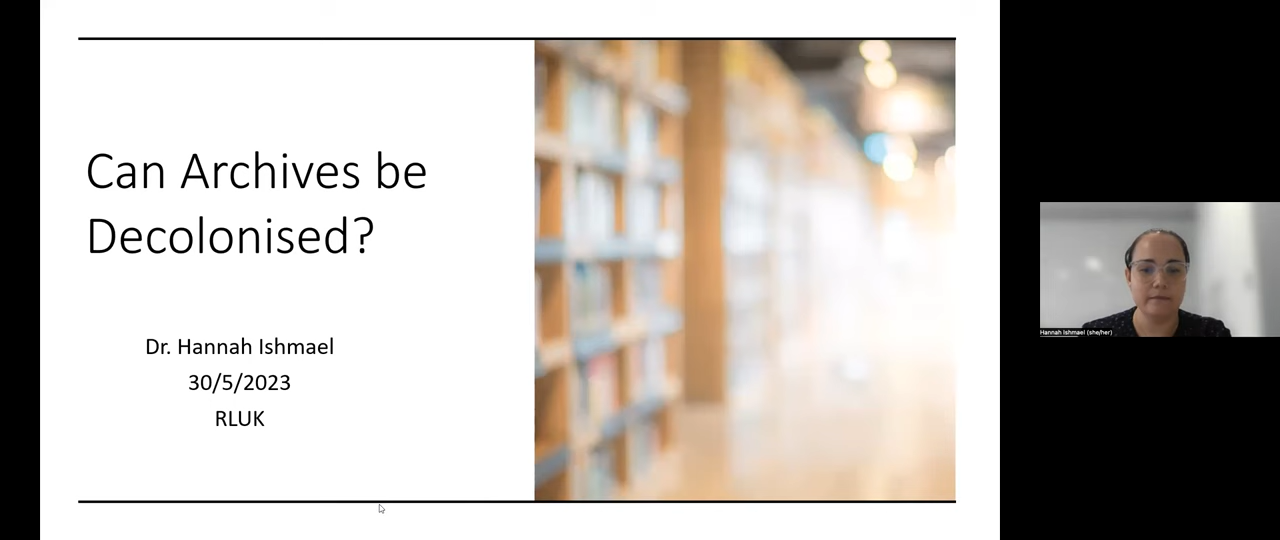 Can Archives be
Decolonised?
Dr. Hannah Ishmael
30/5/2023
RLUK
Hannah Ishmael (she/her)